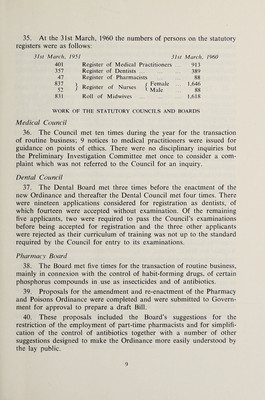 35. At the 31st March, 1960 the numbers of persons on the statutory
registers were as follows:
31st March, 1951 31st March, 1960
401 Register of Medical Practitioners ... 913
357 Register of Dentists ... ... ... 389
47 Register of Pharmacists ... ... 88
837 } Register of Nurses { Female ... 1,646
52 Male ... 88
831 Roll of Midwives ... ... ... 1,618
WORK OF THE STATUTORY COUNCILS AND BOARDS
Medical Council
36. The Council met ten times during the year for the transaction
of routine business; 9 notices to medical practitioners were issued for
guidance on points of ethics. There were no disciplinary inquiries but
the Preliminary Investigation Committee met once to consider a com-
plaint which was not referred to the Council for an inquiry.
Dental Council
37. The Dental Board met three times before the enactment of the
new Ordinance and thereafter the Dental Council met four times. There
were nineteen applications considered for registration as dentists, of
which fourteen were accepted without examination. Of the remaining
five applicants, two were required to pass the Council's examinations
before being accepted for registration and the three other applicants
were rejected as their curriculum of training was not up to the standard
required by the Council for entry to its examinations.
Pharmacy Board
38. The Board met five times for the transaction of routine business,
mainly in connexion with the control of habit-forming drugs, of certain
phosphorus compounds in use as insecticides and of antibiotics.
39. Proposals for the amendment and re-enactment of the Pharmacy
and Poisons Ordinance were completed and were submitted to Govern-
ment for approval to prepare a draft Bill.
40. These proposals included the Board's suggestions for the
restriction of the employment of part-time pharmacists and for simplifi-
cation of the control of antibiotics together with a number of other
suggestions designed to make the Ordinance more easily understood by
the lay public.
9